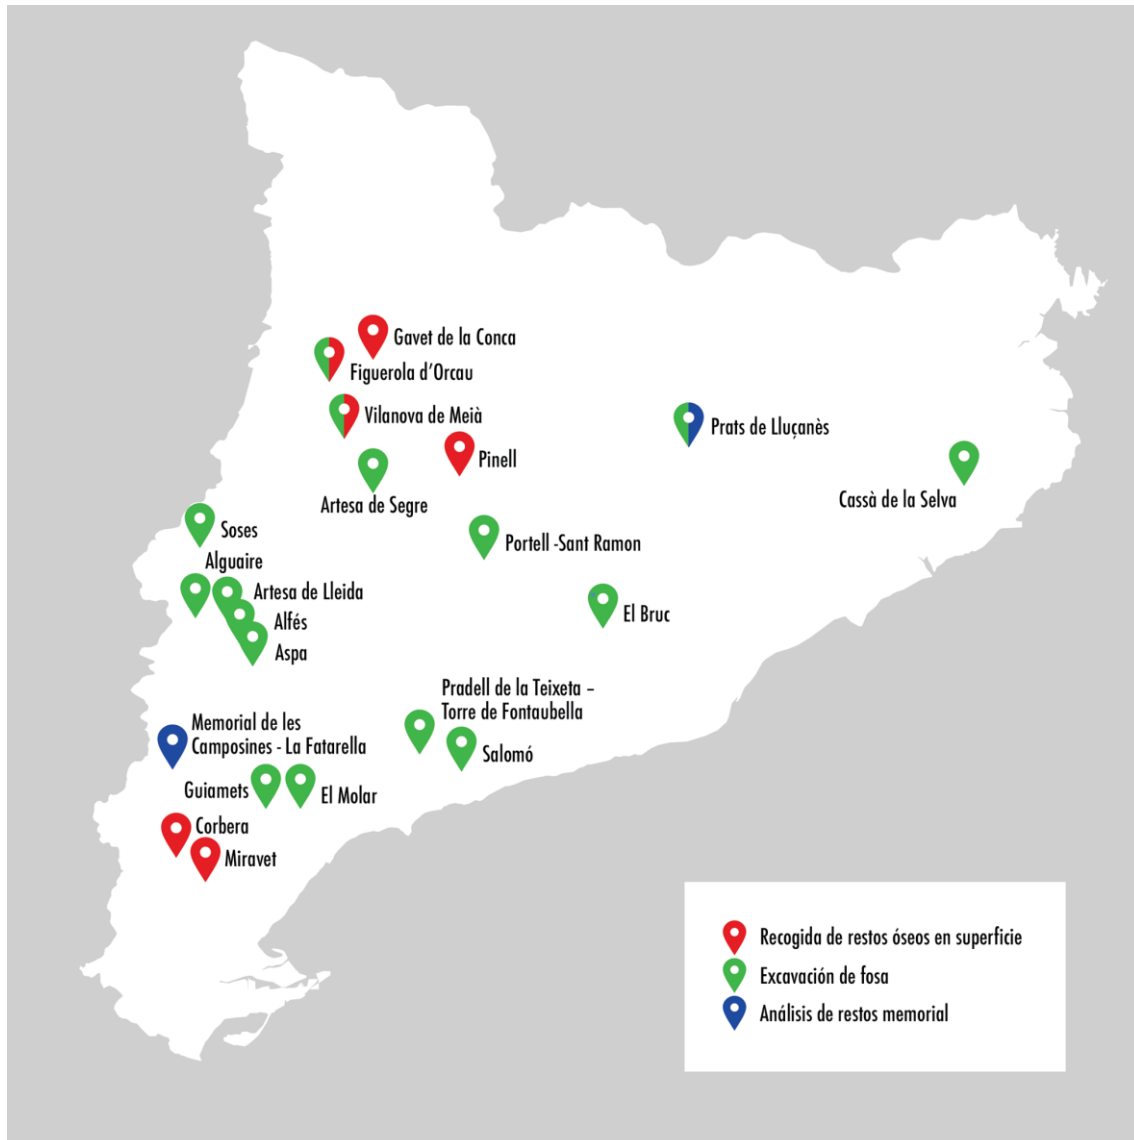 Gavet de la Conca
Figuerola d’Orcau
Vilanova de Meià
Prats de Lluçanès
Pinell
Cassà de la Selva
Artesa de Segre
Soses
Portell -Sant Ramon
Alguaire
Artesa de Lleida
El Bruc
Alfés
Aspa
Pradell de la Teixeta –
Torre de Fontaubella
Memorial de les
Camposines - La Fatarella
Salomó
Guiamets
El Molar
Corbera
Miravet
Recogida de restos óseos en superficie
Excavación de fosa
Análisis de restos memorial